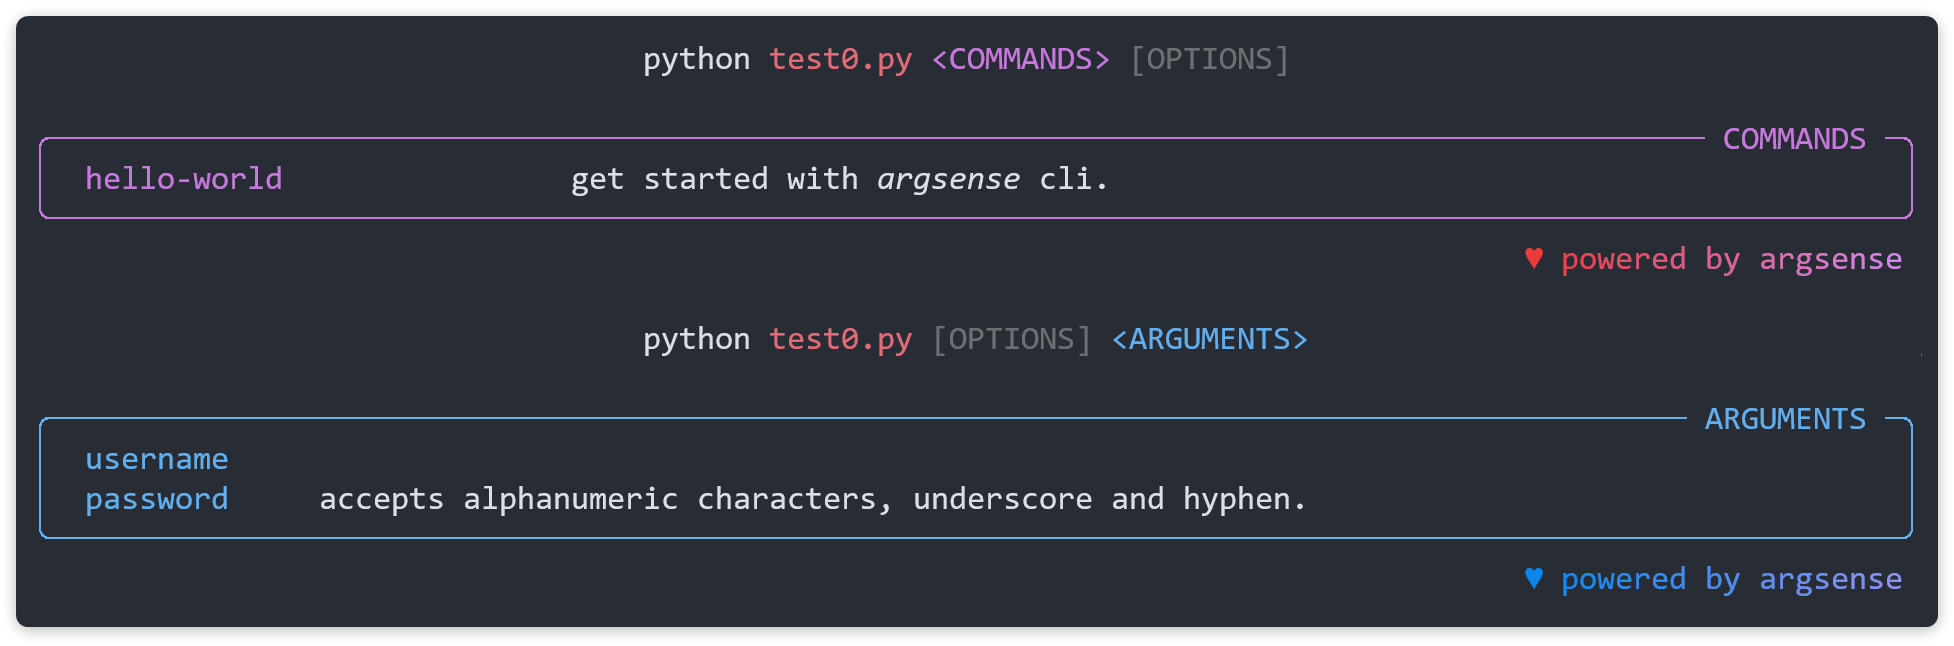 python test0.py <COMMANDS> [OPTIONS]
COMMANDS
hello-world get started with argsense cli.
♥ powered by argsense
python test0.py [OPTIONS] <ARGUMENTS>
ARGUMENTS
username
password accepts alphanumeric characters, underscore and hyphen.
♥ powered by argsense